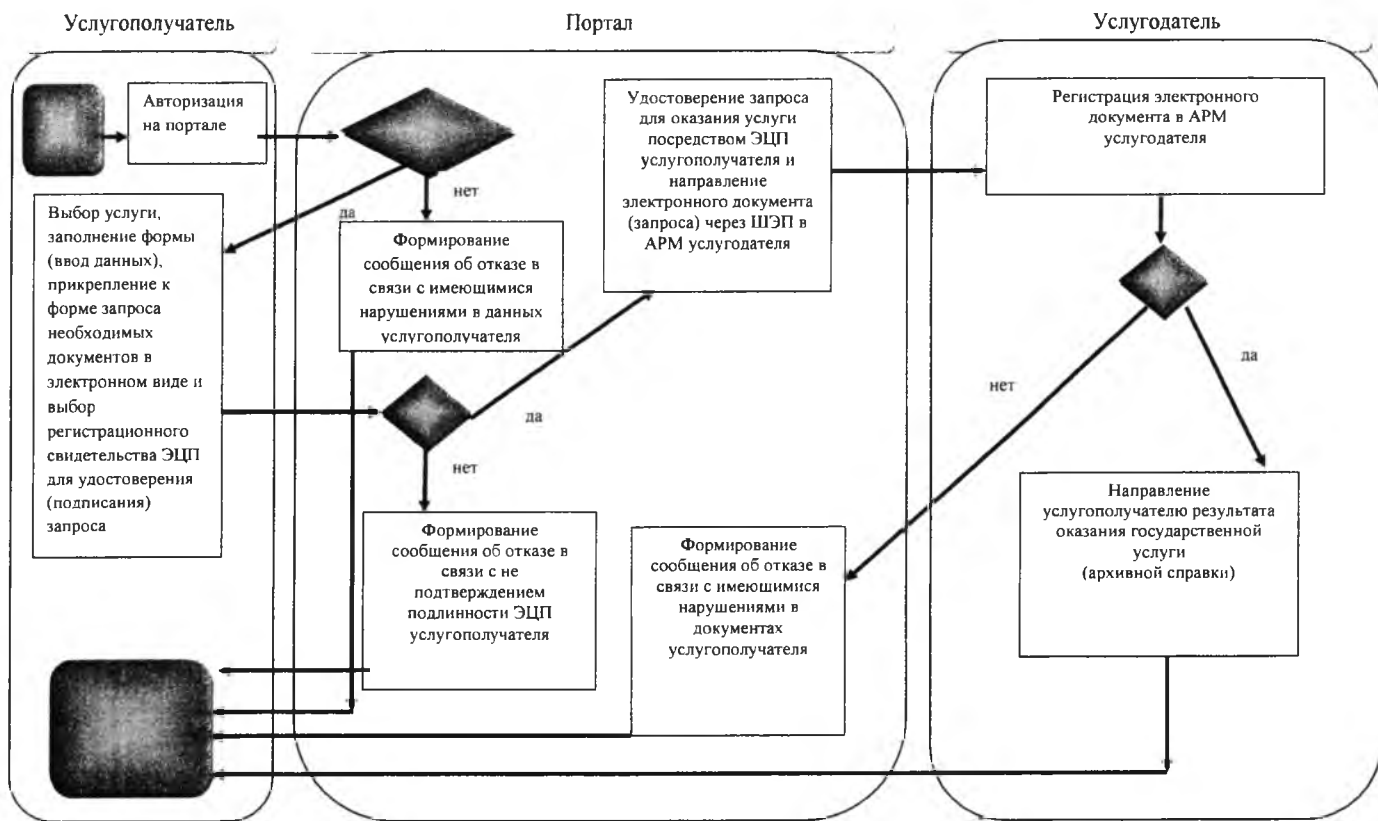 Услугополучатель
Портал
Услугодатель
Авторизация
на портале
Выбор услуги,
заполнение формы
(ввод данных),
прикрепление к
форме запроса
необходимых
документов в
электронном виде и
выбор
регистрационного
свидетельства ЭЦП
для удостоверения
(подписания)
запроса
да
нет
Формирование
сообщения об отказе в
связи с имеющимися
нарушениями в данных
услугополучателя
да
нет
Формирование
сообщения об отказе в
связи с не
подтверждением
подлинности ЭЦП
услугополучателя
Удостоверение запроса
для оказания услуги
посредством ЭЦП
услугополучателя и
направление
электронного документа
(запроса) через ШЭП в
АРМ услугодателя
Формирование
сообщения об отказе в
связи с имеющимися
нарушениями в
документах
услугополучателя
Регистрация электронного
документа в АРМ
услугодателя
нет
да
Направление
услугополучателю результата
оказания государственной
услуги
(архивной справки)